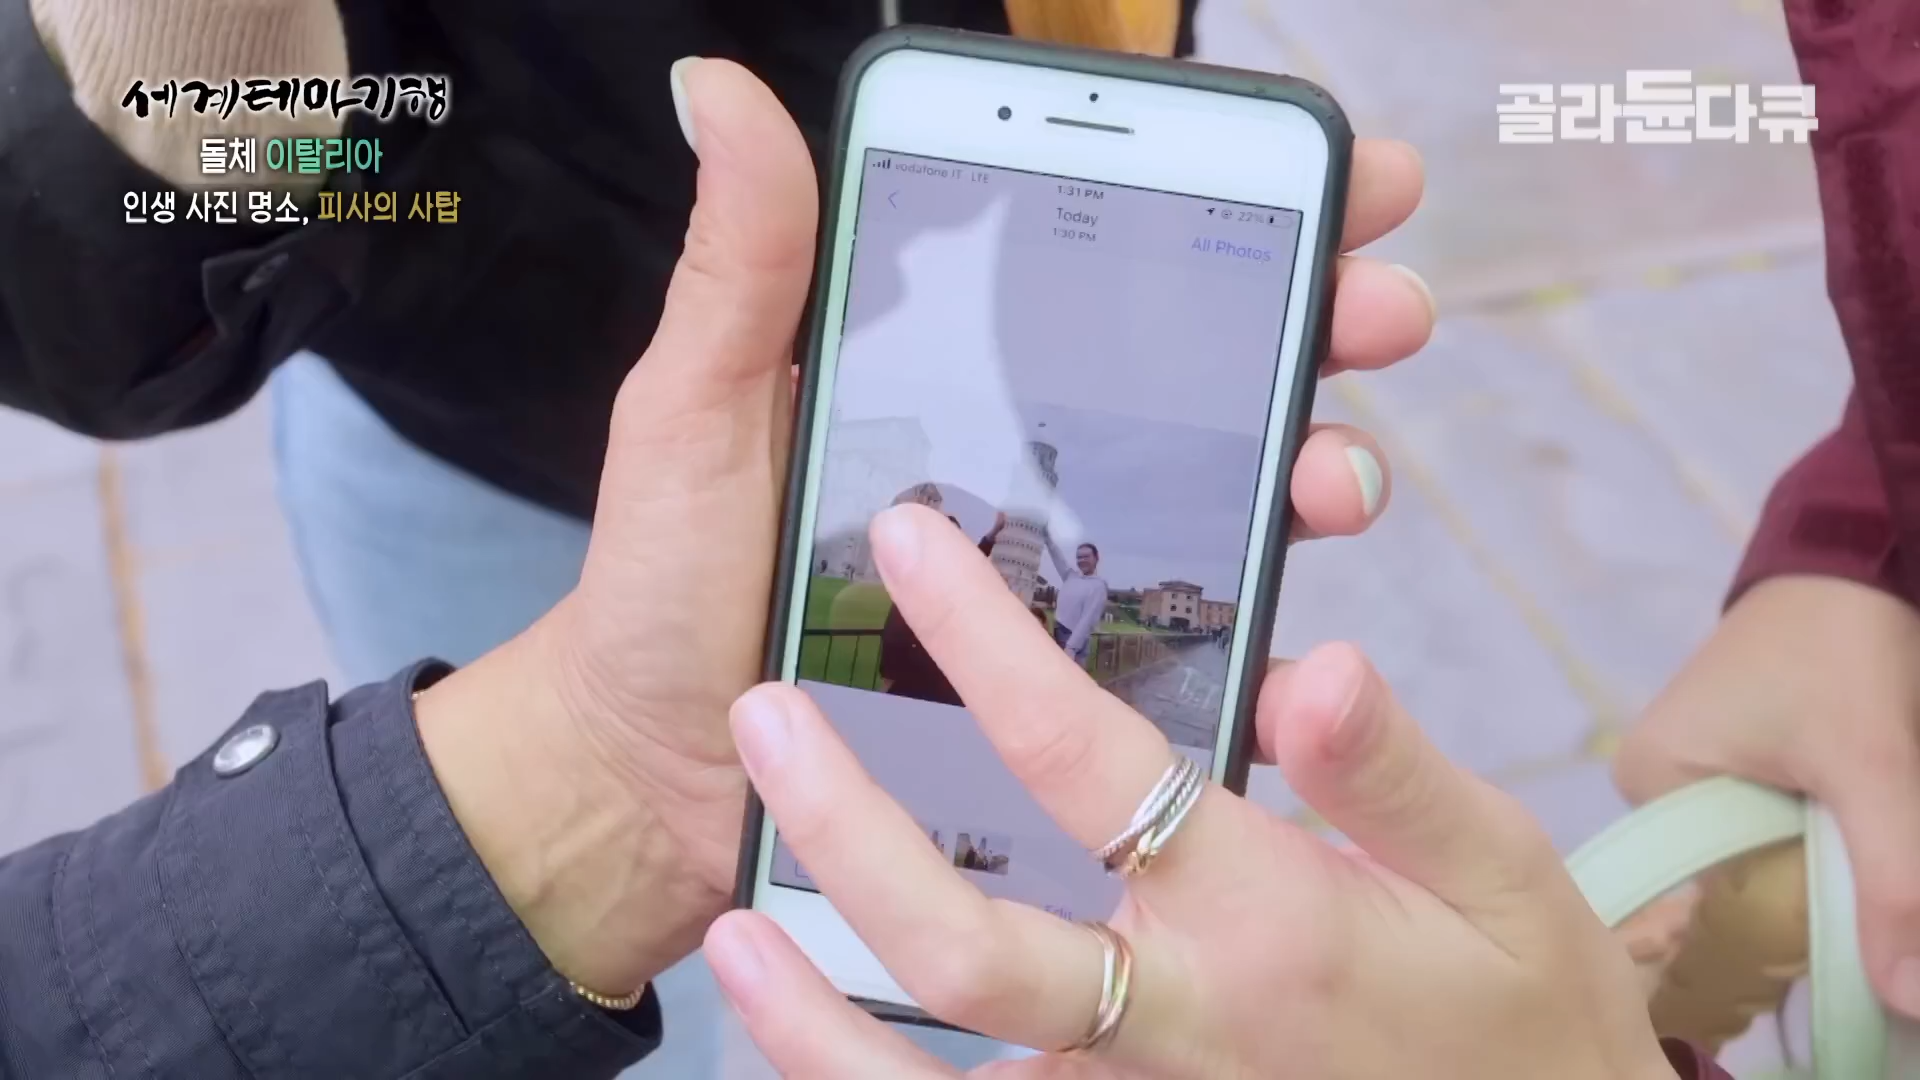 세계테마기행
돌체 이탈리아
인생 사진 명소, 피사의 사탑
골라듄다큐
vodafone IT LTE
1:31 PM
22%
Today
1:30 PM
All Photos
Edit